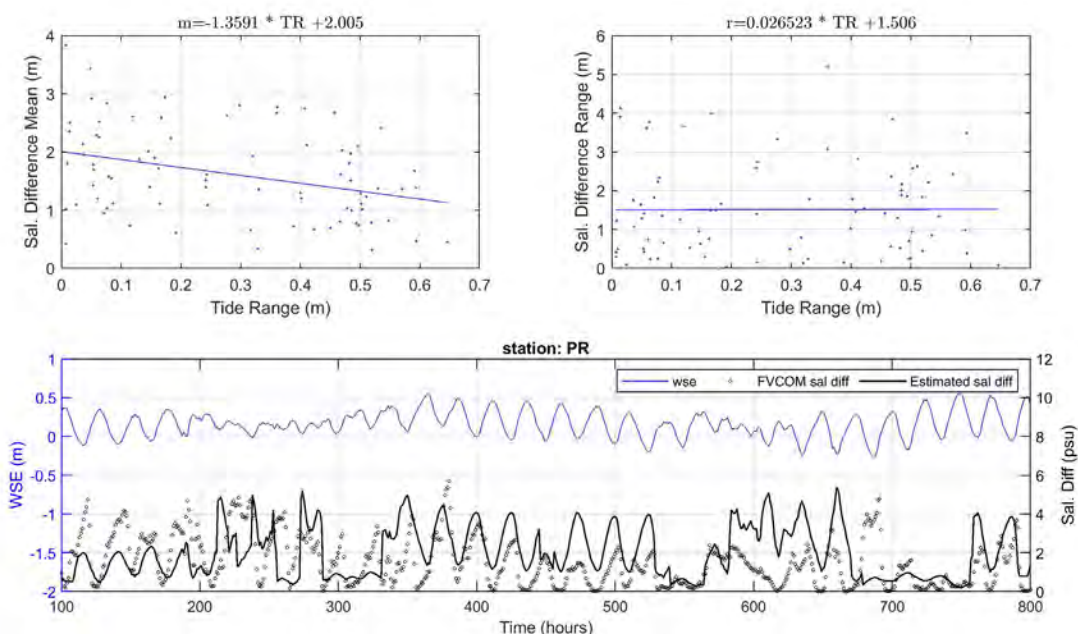 m=-1.3591 * TR +2.005
r=0.026523 * TR +1.506
4
3
2
1
0
Sal. Difference Mean (m)
0 0.1 0.2 0.3 0.4 0.5 0.6 0.7
Tide Range (m)
6
5
4
3
2
1
0
Sal. Difference Range (m)
0 0.1 0.2 0.3 0.4 0.5 0.6 0.7
Tide Range (m)
station: PR
wse FVCOM sal diff Estimated sal diff
1
0.5
0
-0.5
-1
-1.5
-2
WSE (m)
12
10
8
6
4
2
0
Sal. Diff (psu)
100 200 300 400 500 600 700 800
Time (hours)